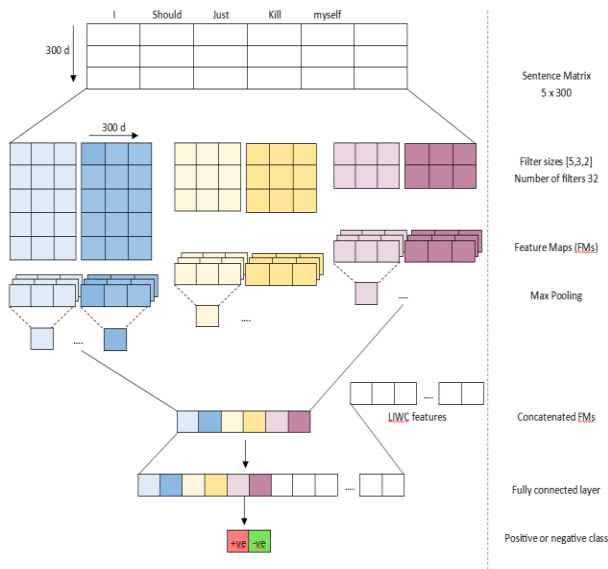 I Should Just Kill myself
300 d
Sentence Matrix
5 x 300
300 d
Filter sizes [5,3,2]
Number of filters 32
Feature Maps (FMs)
Max Pooling
....
....
....
....
LIWC features
Concatenated FMs
....
Fully connected layer
+ve -ve
Positive or negative class